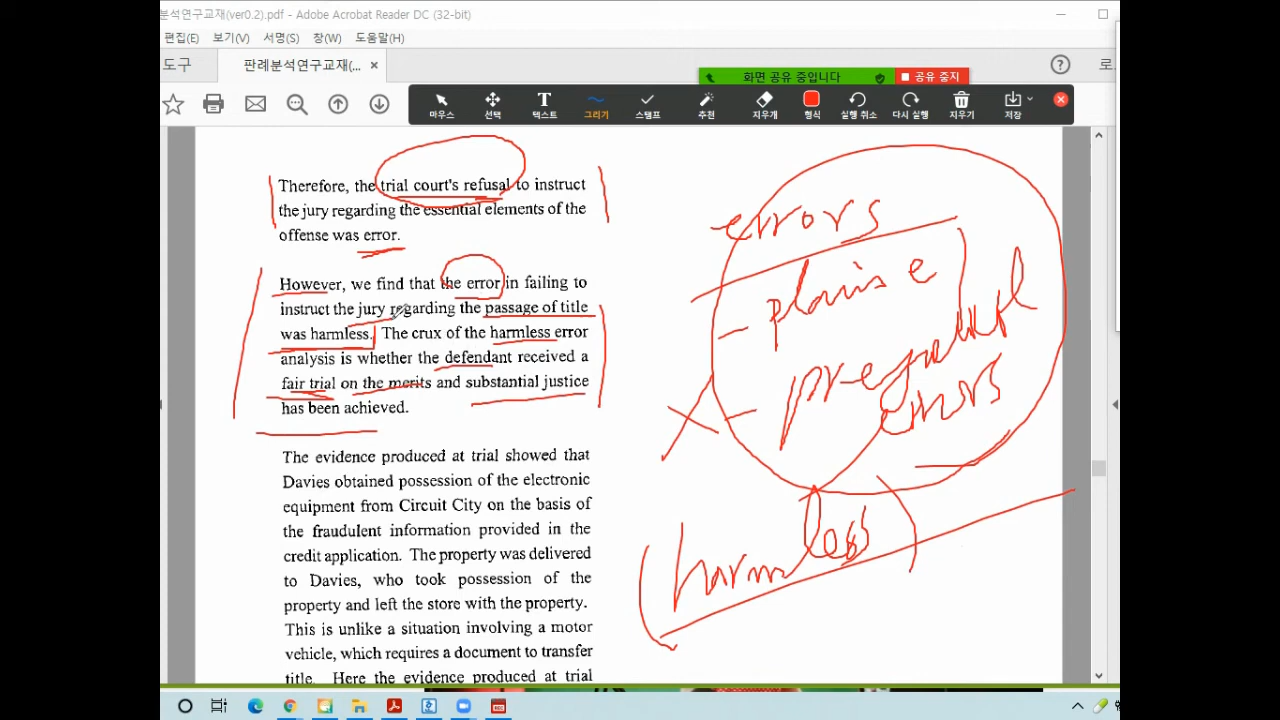 분석연구교재(ver0.2).pdf - Adobe Acrobat Reader DC (32-bit)
편집(E) 보기(V) 서명(S) 창(W) 도움말(H)
도구 판례분석연구교재(... × ? 로
화면 공유 중입니다 공유 중지
마우스 선택 텍스트 그리기 스탬프 추천 지우개 형식 실행 취소 다시 실행 지우기 저장
Therefore, the trial court's refusal to instruct
the jury regarding the essential elements of the
offense was error.
However, we find that the error in failing to
instruct the jury regarding the passage of title
was harmless. The crux of the harmless error
analysis is whether the defendant received a
fair trial on the merits and substantial justice
has been achieved.
The evidence produced at trial showed that
Davies obtained possession of the electronic
equipment from Circuit City on the basis of
the fraudulent information provided in the
credit application. The property was delivered
to Davies, who took possession of the
property and left the store with the property.
This is unlike a situation involving a motor
vehicle, which requires a document to transfer
title. Here the evidence produced at trial
errors
- e
-
errors
harmless